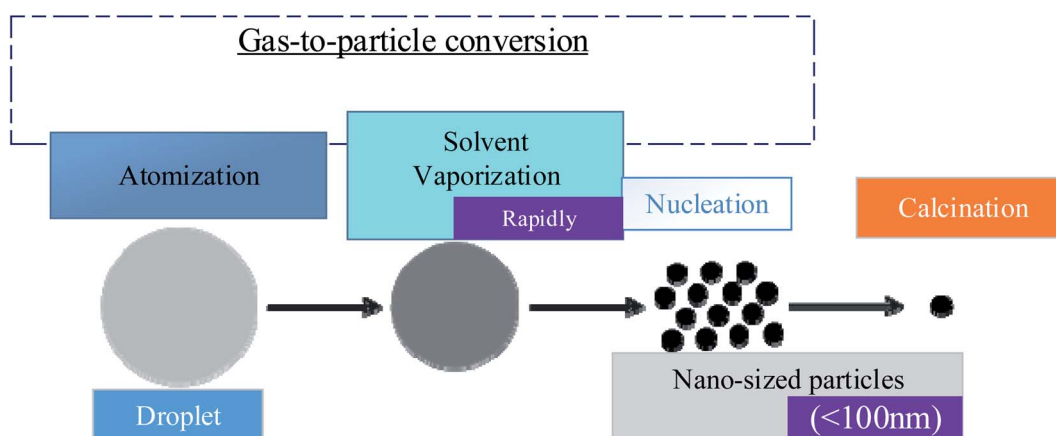 Gas-to-particle conversion
Atomization
Solvent
Vaporization
Rapidly
Nucleation
Calcination
Droplet
Nano-sized particles
(<100nm)